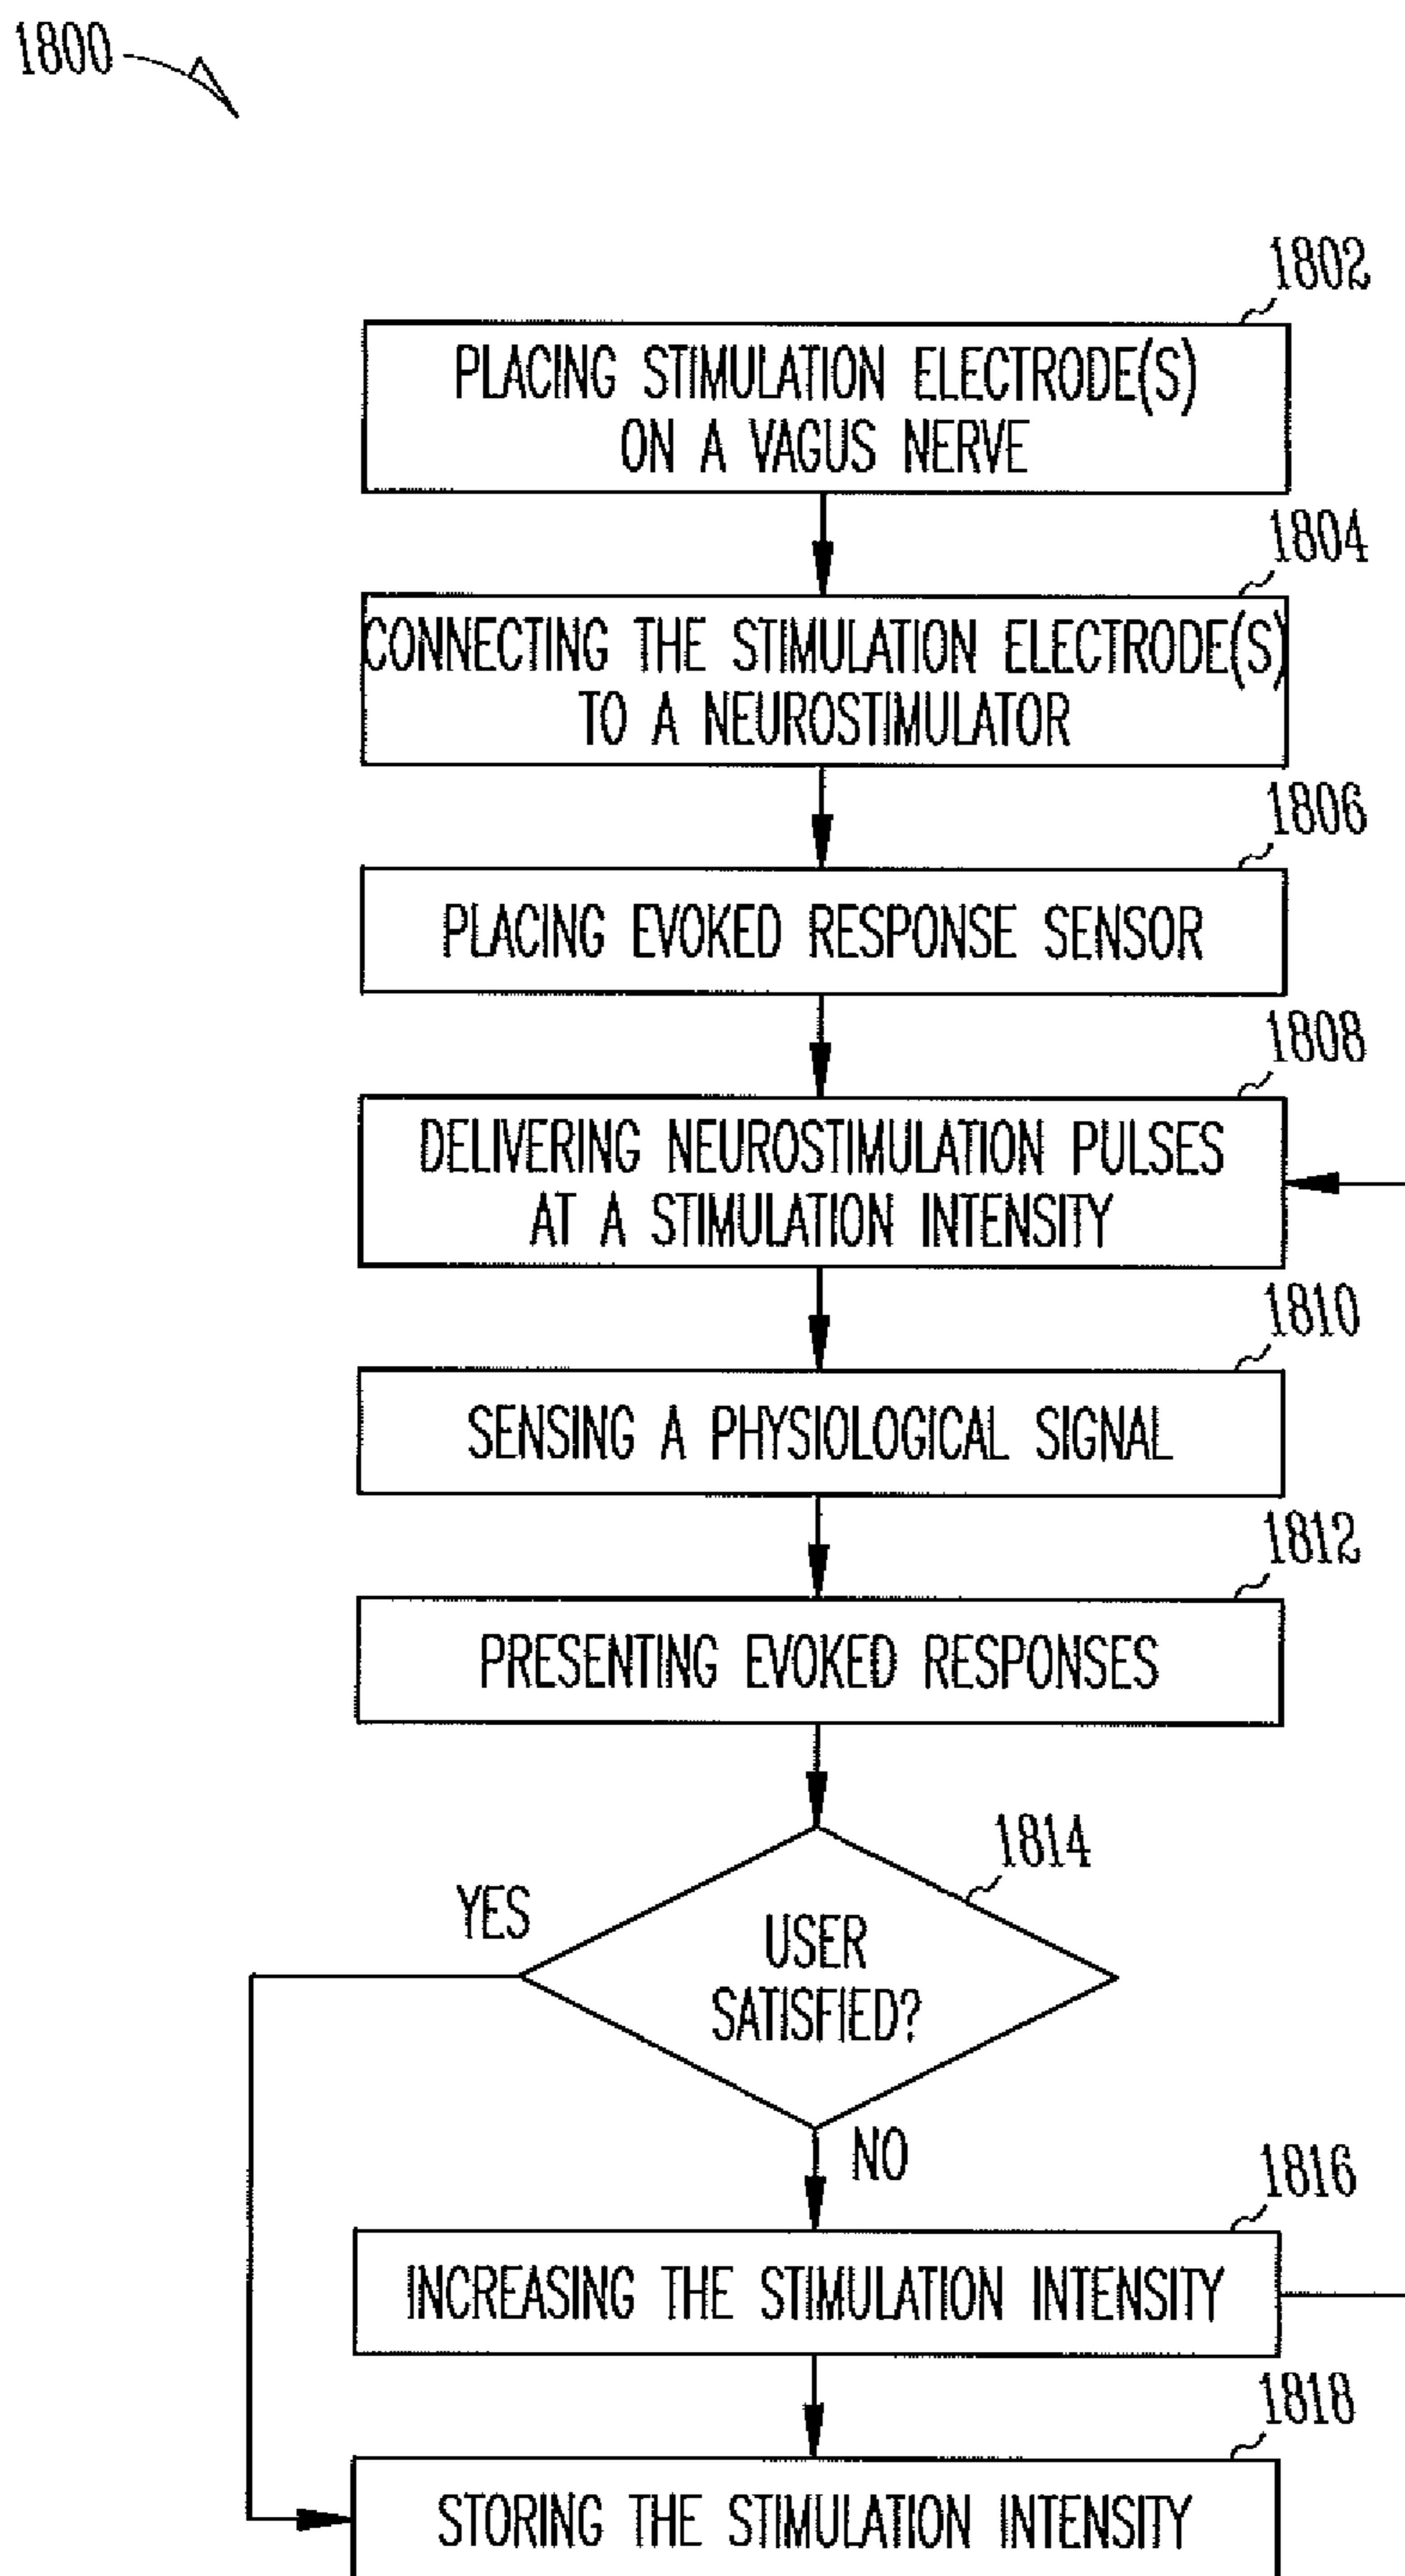 1800
1802
PLACING STIMULATION ELECTRODE(S)
ON A VAGUS NERVE
1804
CONNECTING THE STIMULATION ELECTRODE(S)
TO A NEUROSTIMULATOR
1806
PLACING EVOKED RESPONSE SENSOR
1808
DELIVERING NEUROSTIMULATION PULSES
AT A STIMULATION INTENSITY
1810
SENSING A PHYSIOLOGICAL SIGNAL
1812
PRESENTING EVOKED RESPONSES
1814
YES
USER
SATISFIED?
NO
1816
INCREASING THE STIMULATION INTENSITY
1818
STORING THE STIMULATION INTENSITY